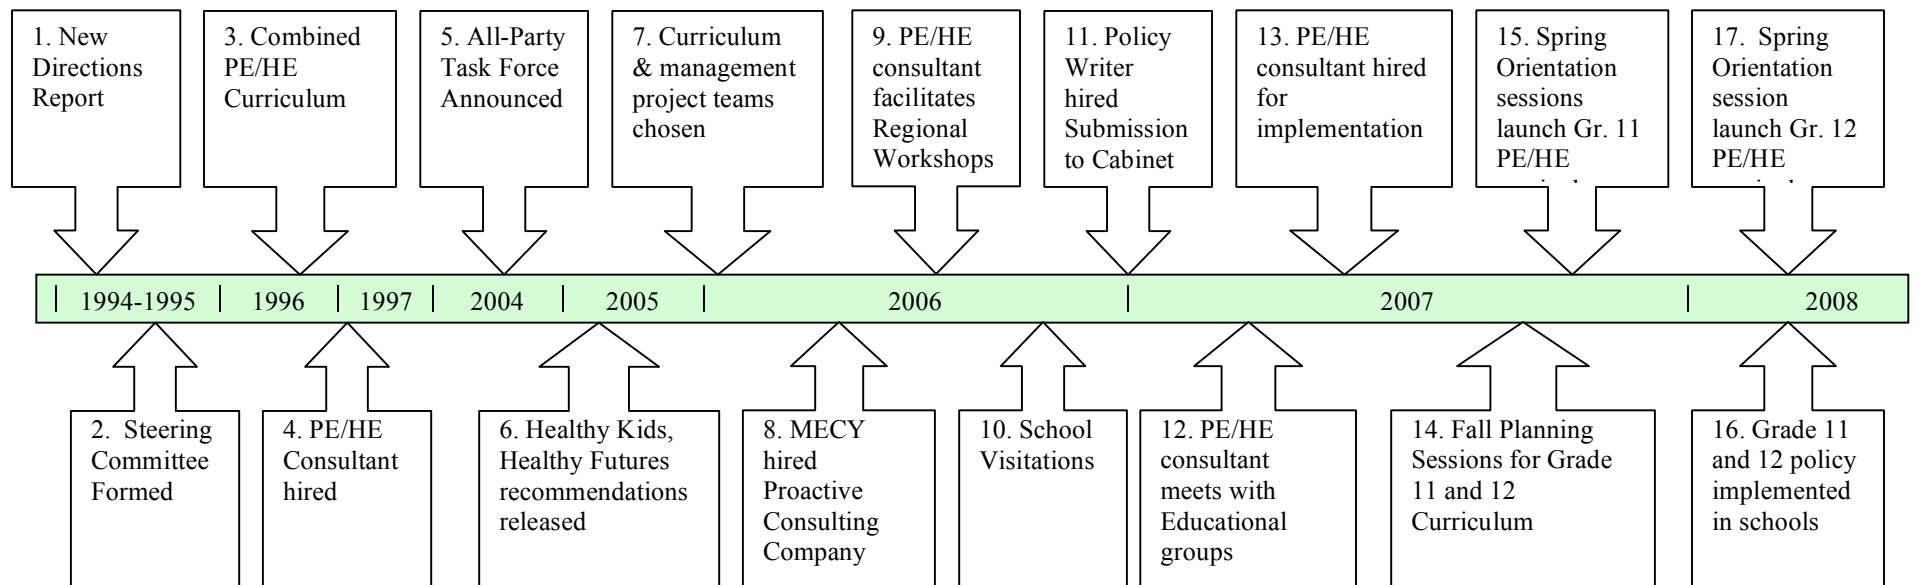 1. New
Directions
Report
3. Combined
PE/HE
Curriculum
5. All-Party
Task Force
Announced
7. Curriculum
& management
project teams
chosen
9. PE/HE
consultant
facilitates
Regional
Workshops
11. Policy
Writer
hired
Submission
to Cabinet
13. PE/HE
consultant hired
for
implementation
15. Spring
Orientation
sessions
launch Gr. 11
PE/HE
17. Spring
Orientation
session
launch Gr. 12
PE/HE
1994-1995 1996 1997 2004 2005 2006 2007 2008
2. Steering
Committee
Formed
4. PE/HE
Consultant
hired
6. Healthy Kids,
Healthy Futures
recommendations
released
8. MECY
hired
Proactive
Consulting
Company
10. School
Visitations
12. PE/HE
consultant
meets with
Educational
groups
14. Fall Planning
Sessions for Grade
11 and 12
Curriculum
16. Grade 11
and 12 policy
implemented
in schools